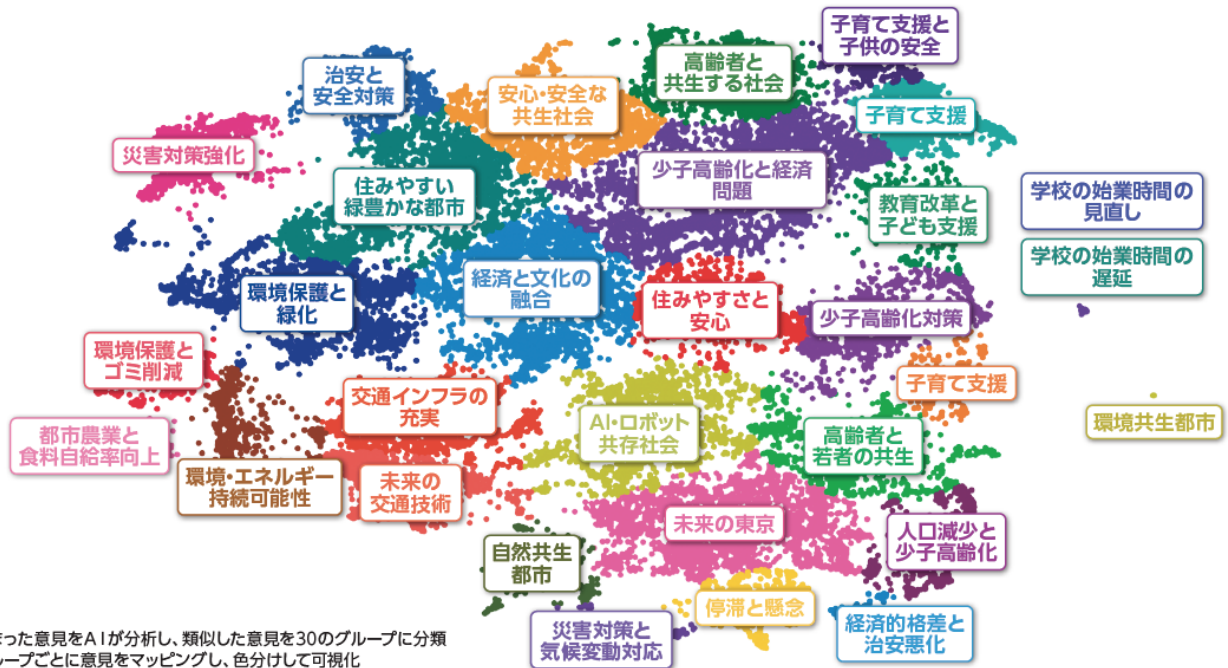 子育て支援と
子供の安全
高齢者と
共生する社会
治安と
安全対策
安心・安全な
共生社会
子育て支援
災害対策強化
少子高齢化と経済
問題
住みやすい
緑豊かな都市
教育改革と
子ども支援
学校の始業時間の
見直し
学校の始業時間の
遅延
経済と文化の
融合
環境保護と
緑化
住みやすさと
安心
少子高齢化対策
環境保護と
ゴミ削減
交通インフラの
充実
子育て支援
AI・ロボット
共存社会
環境共生都市
都市農業と
食料自給率向上
高齢者と
若者の共生
環境・エネルギー
持続可能性
未来の
交通技術
未来の東京
人口減少と
少子高齢化
自然共生
都市
停滞と懸念
災害対策と
気候変動対応
経済的格差と
治安悪化
まった意見をAIが分析し、類似した意見を30のグループに分類
ループごとに意見をマッピングし、色分けして可視化